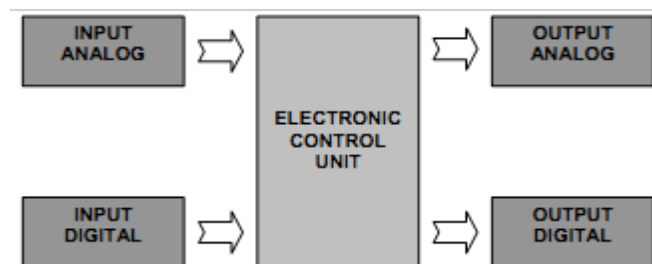 INPUT
ANALOG
OUTPUT
ANALOG
ELECTRONIC
CONTROL
UNIT
INPUT
DIGITAL
OUTPUT
DIGITAL